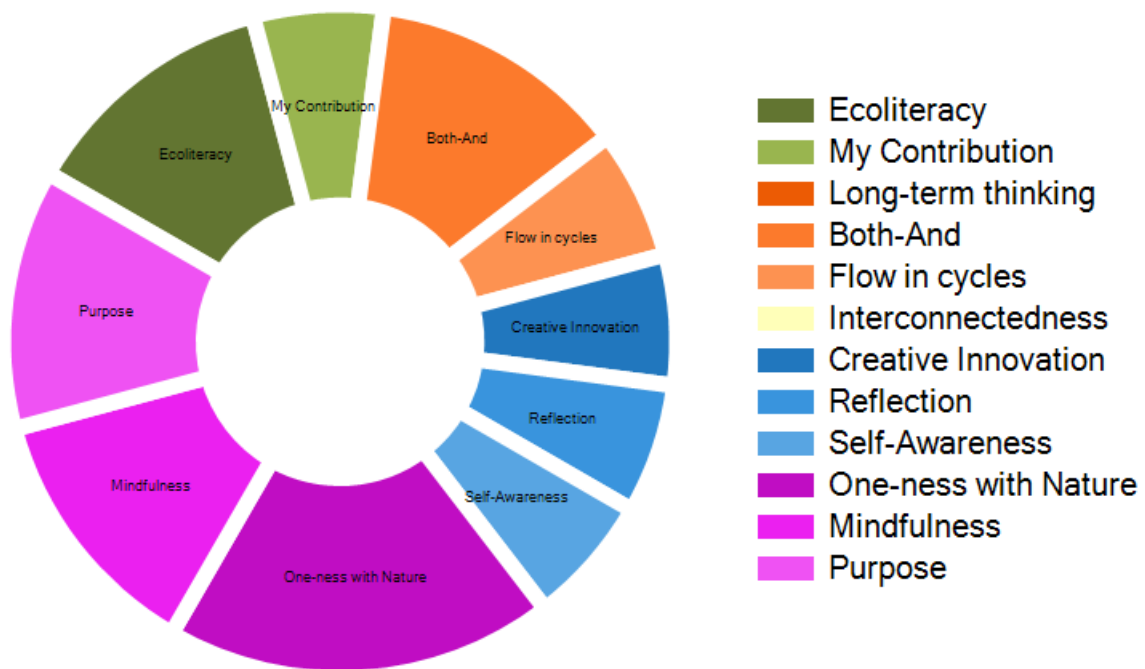 My Contribution
Both-And
Ecoliteracy
Flow in cycles
Purpose
Creative Innovation
Reflection
Mindfulness
Self-Awareness
One-ness with Nature
Ecoliteracy
My Contribution
Long-term thinking
Both-And
Flow in cycles
Interconnectedness
Creative Innovation
Reflection
Self-Awareness
One-ness with Nature
Mindfulness
Purpose